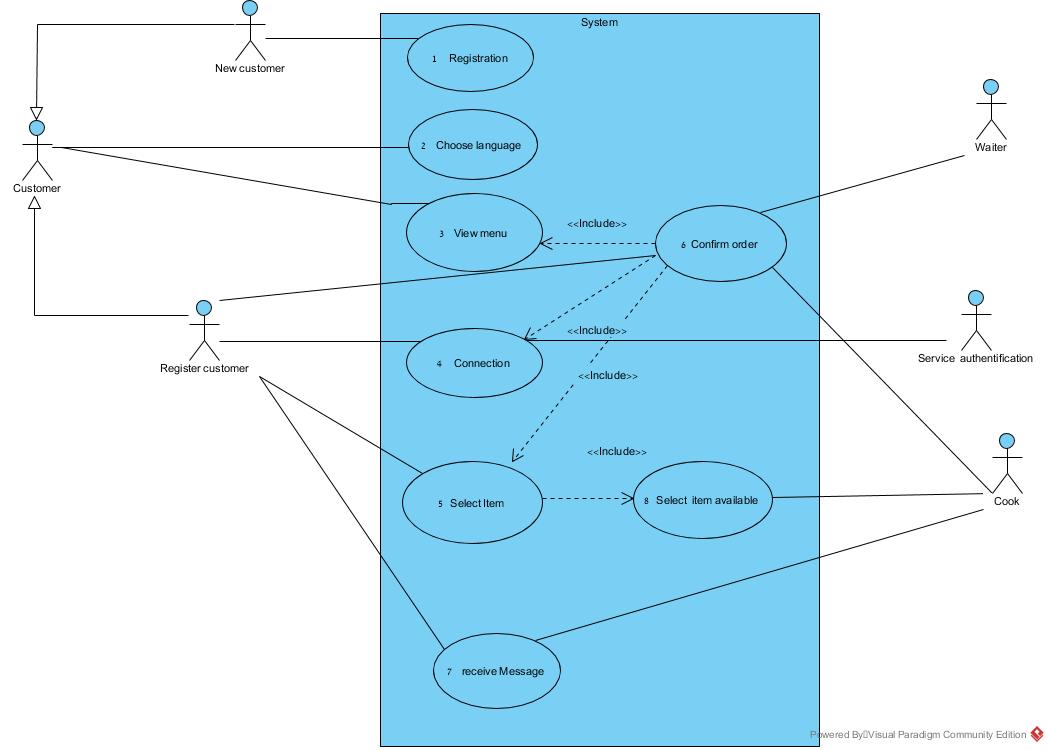 System
New customer
1 Registration
Customer
2 Choose language
Waiter
3 View menu
<<Include>>
6 Confirm order
Register customer
<<Include>>
4 Connection
Service authentification
<<Include>>
<<Include>>
5 Select Item
8 Select item available
Cook
7 receive Message
Powered By Visual Paradigm Community Edition